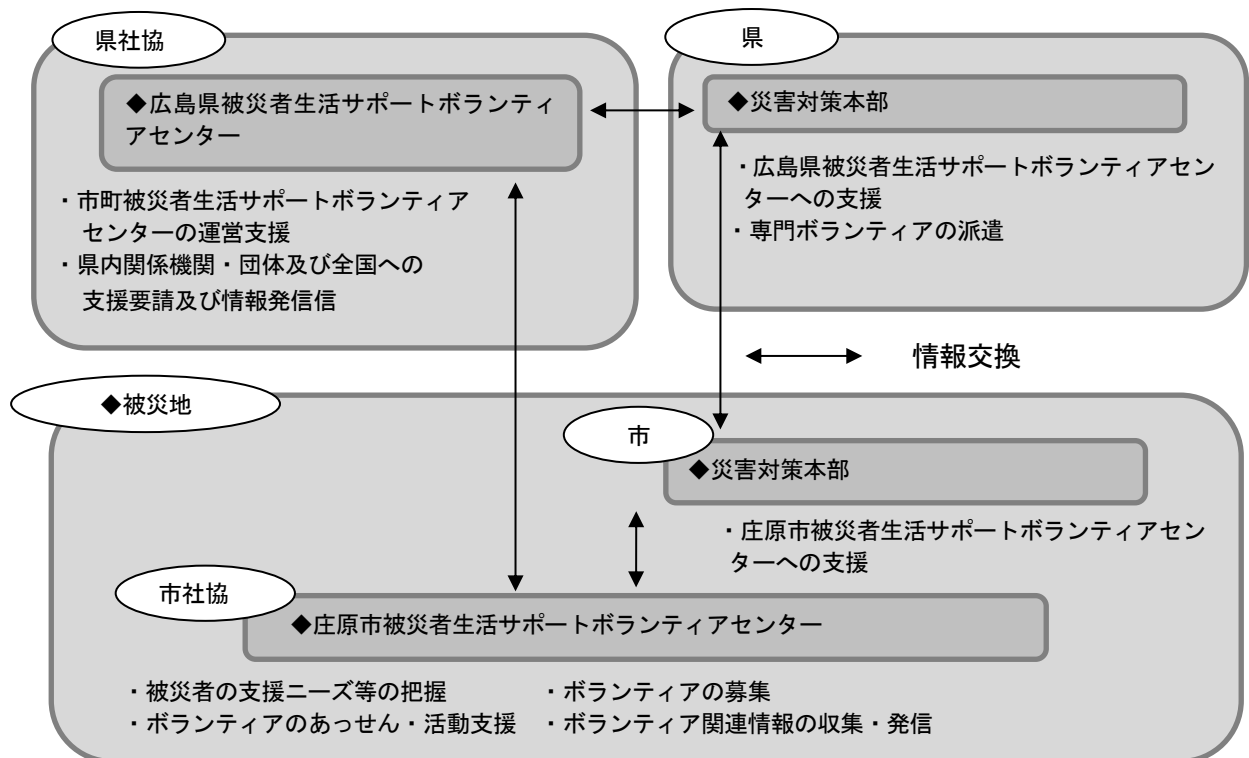 県社協
◆広島県被災者生活サポートボランティ
アセンター
・市町被災者生活サポートボランティア
センターの運営支援
・県内関係機関・団体及び全国への
支援要請及び情報発信信
県
◆災害対策本部
・広島県被災者生活サポートボランティアセン
ターへの支援
・専門ボランティアの派遣
情報交換
◆被災地
市
◆災害対策本部
・庄原市被災者生活サポートボランティアセン
ターへの支援
市社協
◆庄原市被災者生活サポートボランティアセンター
・被災者の支援ニーズ等の把握
・ボランティアのあっせん・活動支援
・ボランティアの募集
・ボランティア関連情報の収集・発信